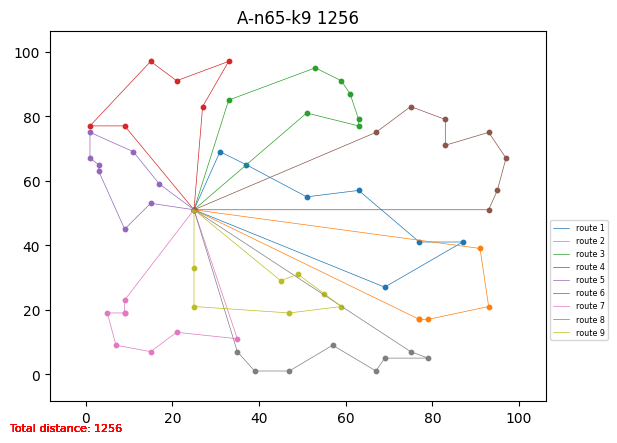 A-n65-k9 1256
100
80
60
40
20
0
0 20 40 60 80 100
route 1
route 2
route 3
route 4
route 5
route 6
route 7
route 8
route 9
Total distance: 1256